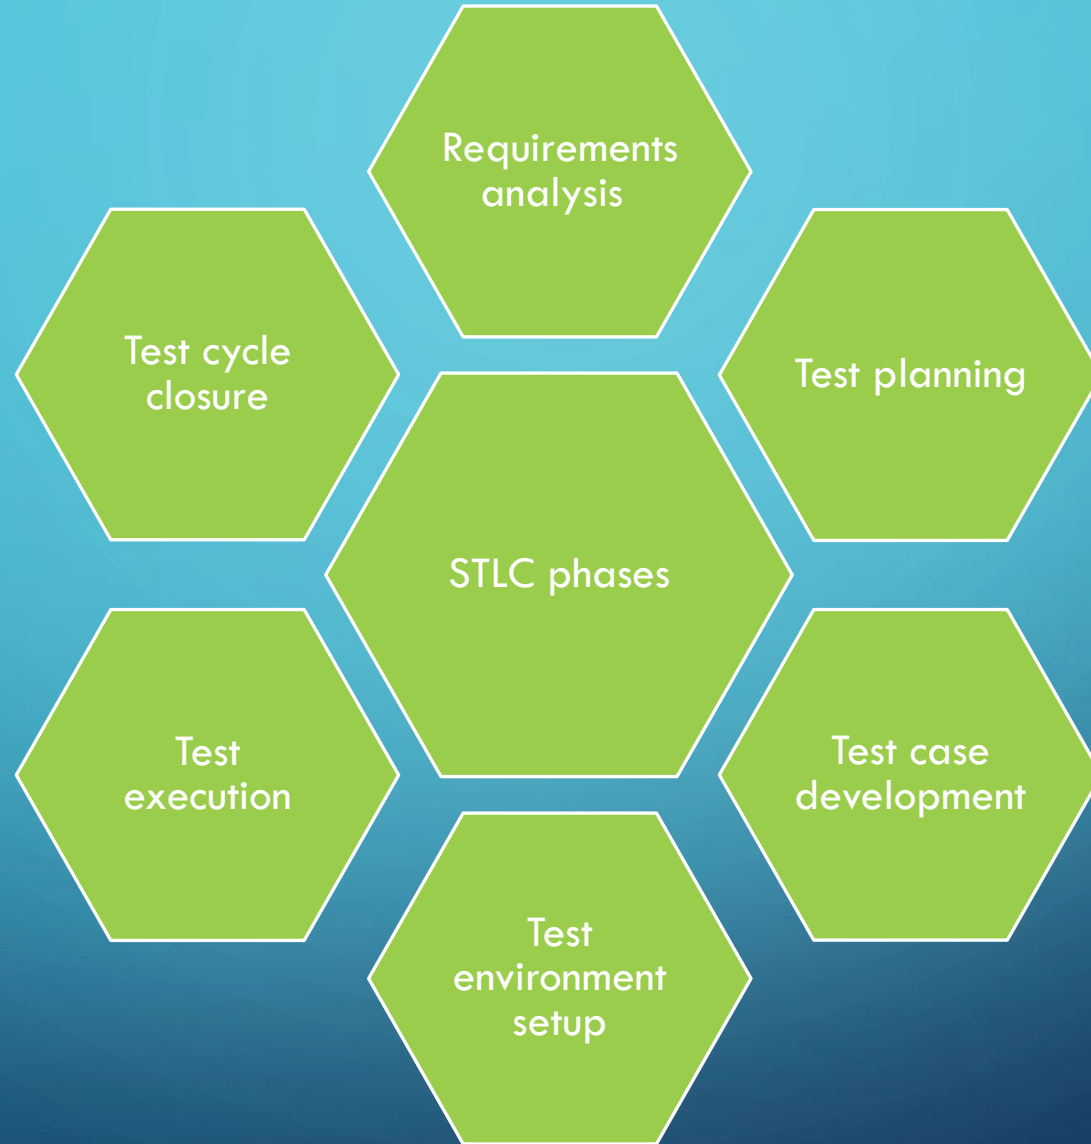 Requirements
analysis
Test planning
Test case
development
Test
environment
setup
Test
execution
Test cycle
closure
STLC phases